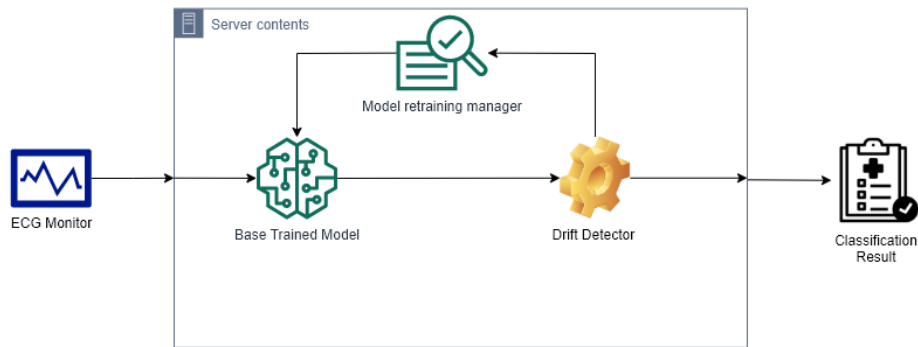 Server contents
Model retraining manager
ECG Monitor
Base Trained Model
Drift Detector
Classification
Result